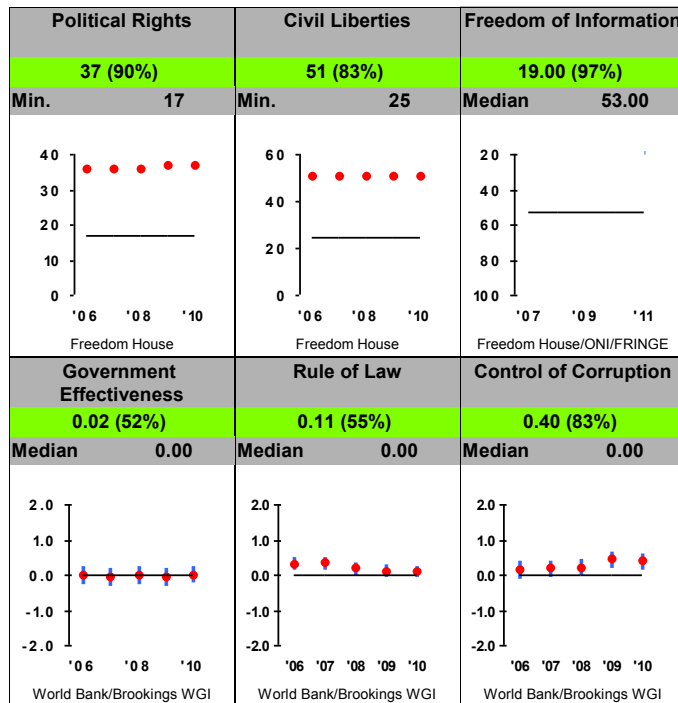 Political Rights
37 (90%)
Min. 17
40
30
20
10
0
'06 '08 '10
Freedom House
Civil Liberties
51 (83%)
Min. 25
60
40
20
0
'06 '08 '10
Freedom House
Freedom of Information
19.00 (97%)
Median 53.00
20
40
60
80
100
'07 '09 '11
Freedom House/ONI/FRINGE
Government
Effectiveness
0.02 (52%)
Median 0.00
2.0
1.0
0.0
-1.0
-2.0
'06 '08 '10
World Bank/Brookings WGI
Rule of Law
0.11 (55%)
Median 0.00
2.0
1.0
0.0
-1.0
-2.0
'06 '07 '08 '09 '10
World Bank/Brookings WGI
Control of Corruption
0.40 (83%)
Median 0.00
2.0
1.0
0.0
-1.0
-2.0
'06 '07 '08 '09 '10
World Bank/Brookings WGI